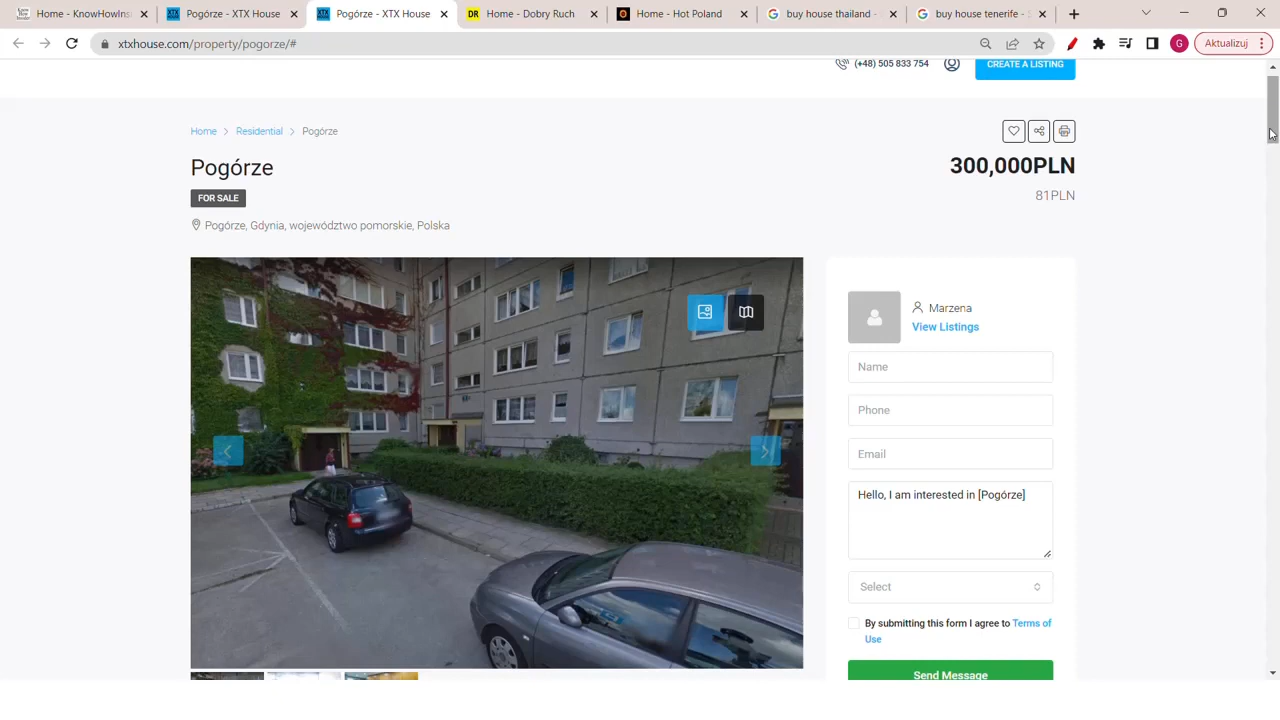 Home - KnowHowInsi
Pogórze - XTX House
Pogórze - XTX House
DR Home - Dobry Ruch
Home - Hot Poland
buy house thailand -
buy house tenerife - S
xtxhouse.com/property/pogorze/#
G
Aktualizuj
(+48) 505 833 754
CREATE A LISTING
Home > Residential > Pogórze
Pogórze
300,000PLN
FOR SALE
81PLN
Pogórze, Gdynia, województwo pomorskie, Polska
Marzena
View Listings
Name
Phone
Email
Hello, I am interested in [Pogórze]
Select
By submitting this form I agree to Terms of
Use
Send Message